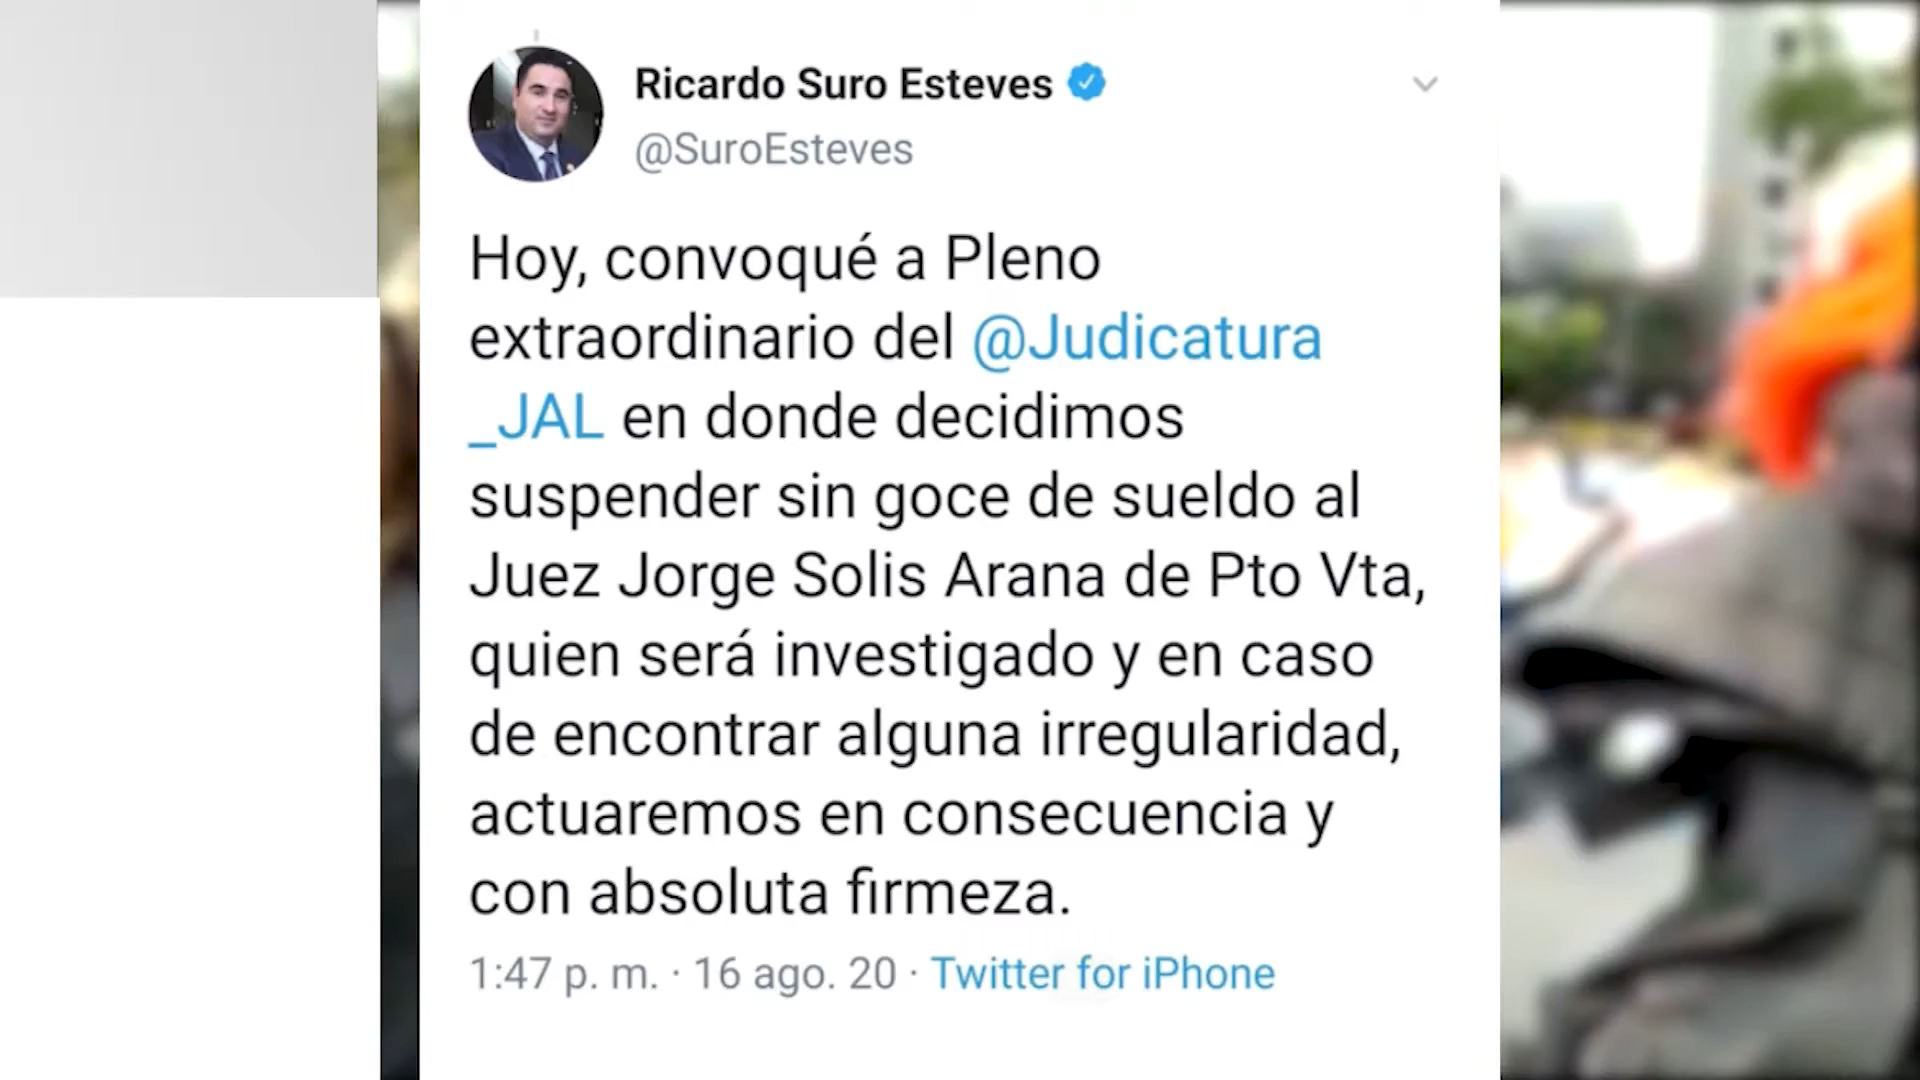 Ricardo Suro Esteves
@SuroEsteves
Hoy, convoqué a Pleno
extraordinario del @Judicatura
_JAL en donde decidimos
suspender sin goce de sueldo al
Juez Jorge Solis Arana de Pto Vta,
quien será investigado y en caso
de encontrar alguna irregularidad,
actuaremos en consecuencia y
con absoluta firmeza.
1:47 p. m. · 16 ago. 20 · Twitter for iPhone